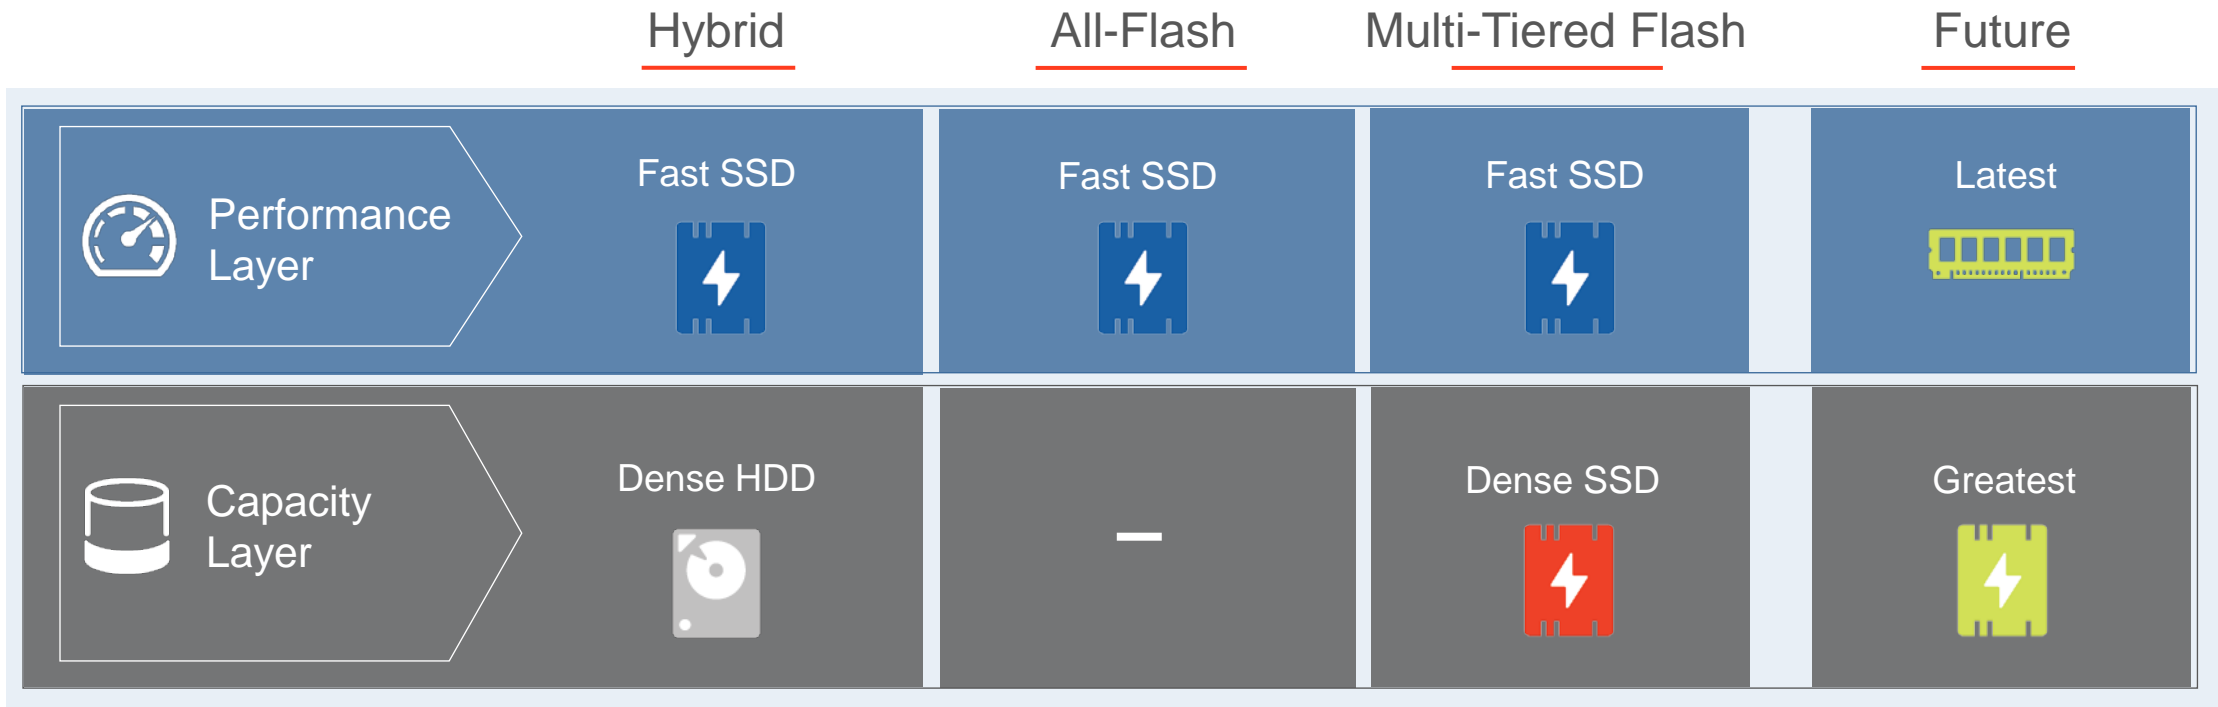 Hybrid
All-Flash
Multi-Tiered Flash
Future
Performance
Layer
Fast SSD
Fast SSD
Fast SSD
Latest
Capacity
Layer
Dense HDD
–
Dense SSD
Greatest